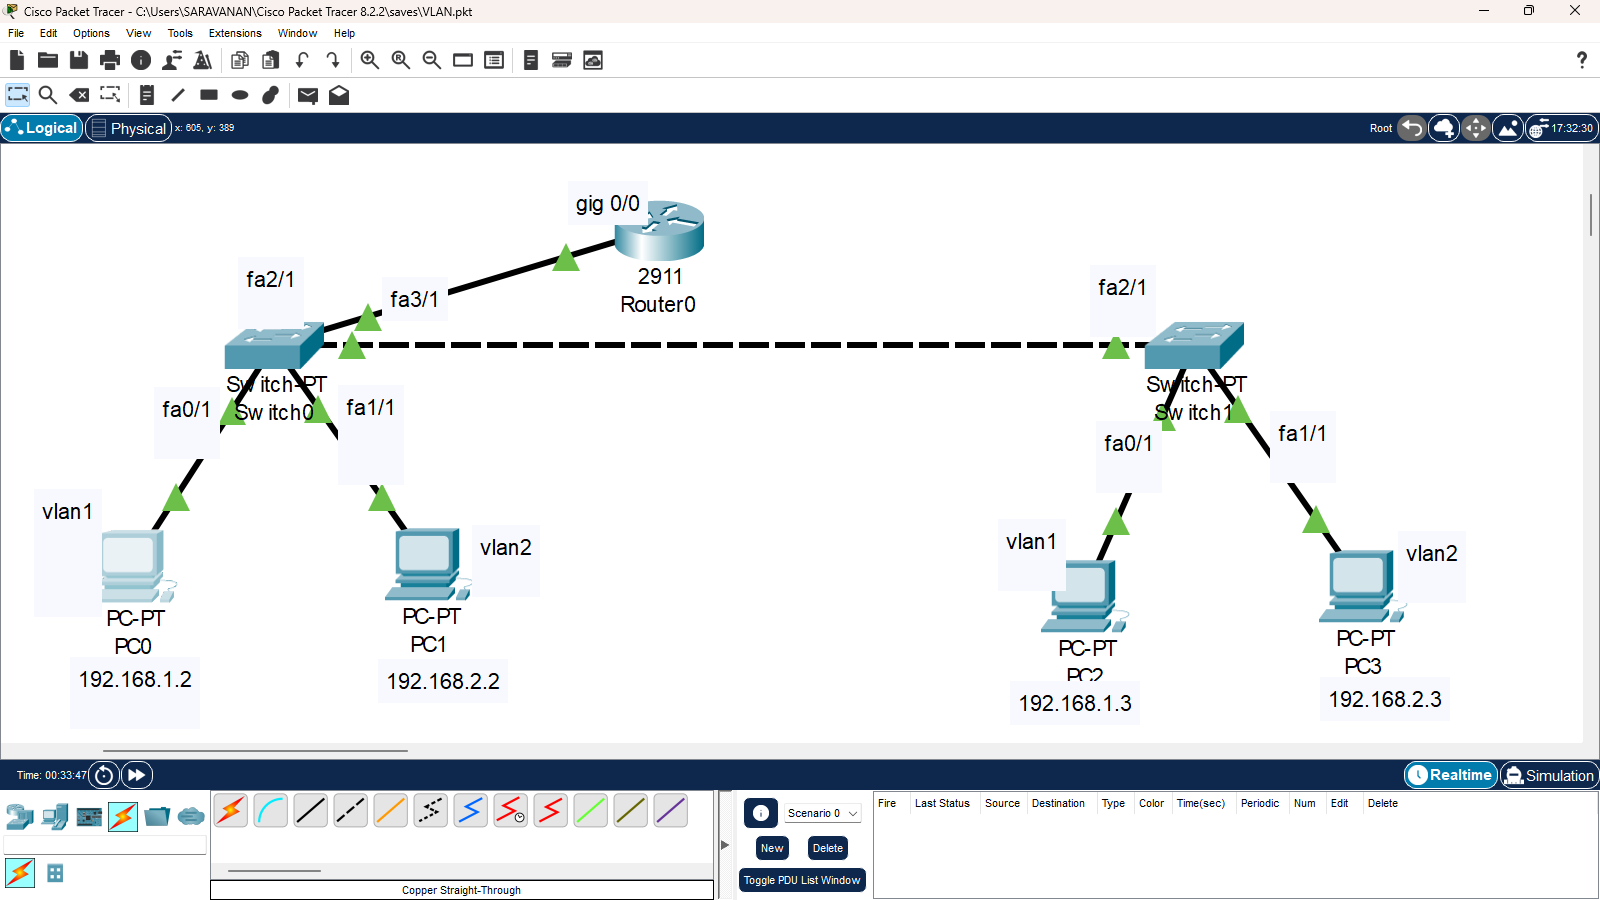 Cisco Packet Tracer - C:\Users\SARAVANAN\Cisco Packet Tracer 8.2.2\saves\VLAN.pkt
File Edit Options View Tools Extensions Window Help
Logical Physical x: 605, y: 389 Root 17:32:30
gig 0/0
2911
Router0
fa2/1
fa3/1
fa2/1
Switch-PT
Switch0
Switch-PT
Switch1
fa0/1
fa1/1
fa0/1
fa1/1
vlan1
vlan2
vlan1
vlan2
PC-PT
PC0
192.168.1.2
PC-PT
PC1
192.168.2.2
PC-PT
PC2
192.168.1.3
PC-PT
PC3
192.168.2.3
Time: 00:33:47 Realtime Simulation
Scenario 0
New Delete
Toggle PDU List Window
Fire Last Status Source Destination Type Color Time(sec) Periodic Num Edit Delete
Copper Straight-Through